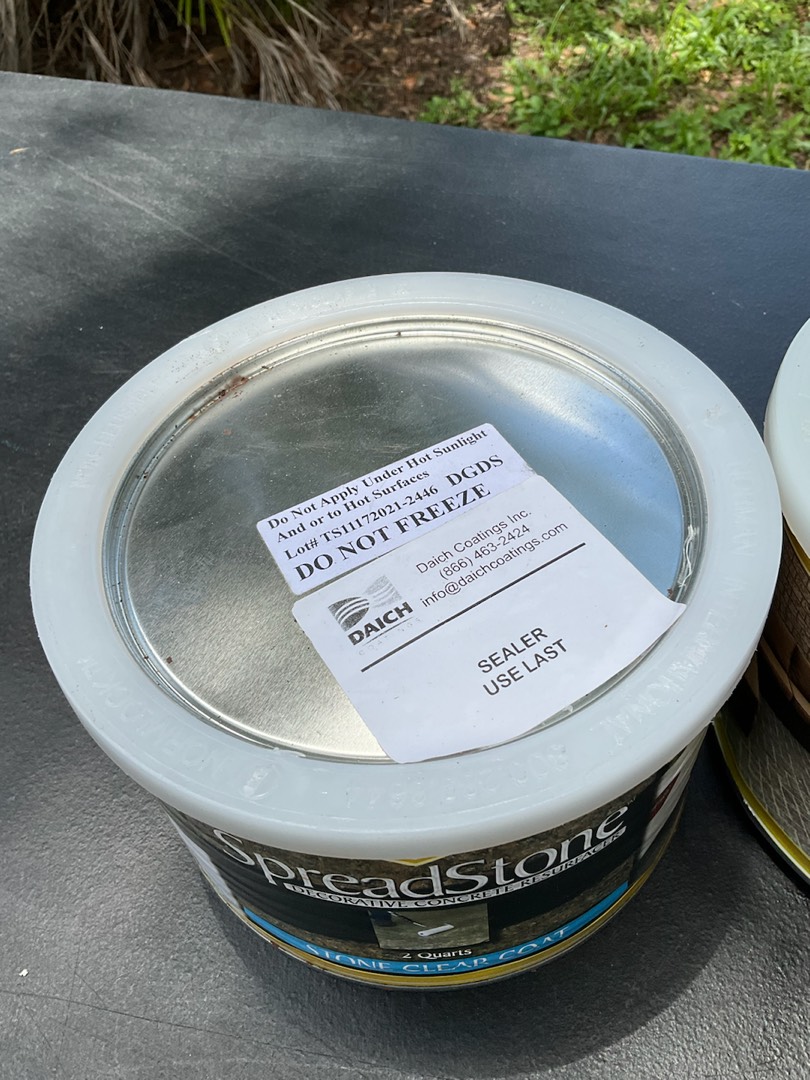 Do Not Apply Under Hot Sunlight
And or to Hot Surfaces
Lot# TS11172021-2446 DGDS
DO NOT FREEZE
Daich Coatings Inc.
(866) 463-2424
info@daichcoatings.com
DAICH
SEALER
USE LAST
SpreadStone
DECORATIVE CONCRETE RESURFACER
2 Quarts
STONE CLEAR COAT